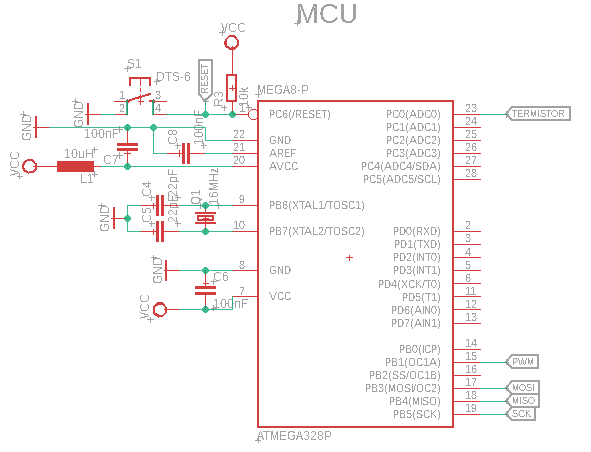 MCU
VCC
S1
DTS-6
1 3
2 4
RESET
R3
10k
MEGA8-P
GND
GND
100nF
C7
C8
100nF
VCC
10uH
L1
1 PC6(/RESET)
22 GND
21 AREF
20 AVCC
C4
22pF
C5
22pF
Q1
16MHz
GND
9 PB6(XTAL1/TOSC1)
10 PB7(XTAL2/TOSC2)
GND
8 GND
C6
100nF
VCC
7 VCC
PC0(ADC0) 23 TERMISTOR
PC1(ADC1) 24
PC2(ADC2) 25
PC3(ADC3) 26
PC4(ADC4/SDA) 27
PC5(ADC5/SCL) 28
PD0(RXD) 2
PD1(TXD) 3
PD2(INT0) 4
PD3(INT1) 5
PD4(XCK/T0) 6
PD5(T1) 11
PD6(AIN0) 12
PD7(AIN1) 13
PB0(ICP) 14
PB1(OC1A) 15 PWM
PB2(SS/OC1B) 16
PB3(MOSI/OC2) 17 MOSI
PB4(MISO) 18 MISO
PB5(SCK) 19 SCK
ATMEGA328P